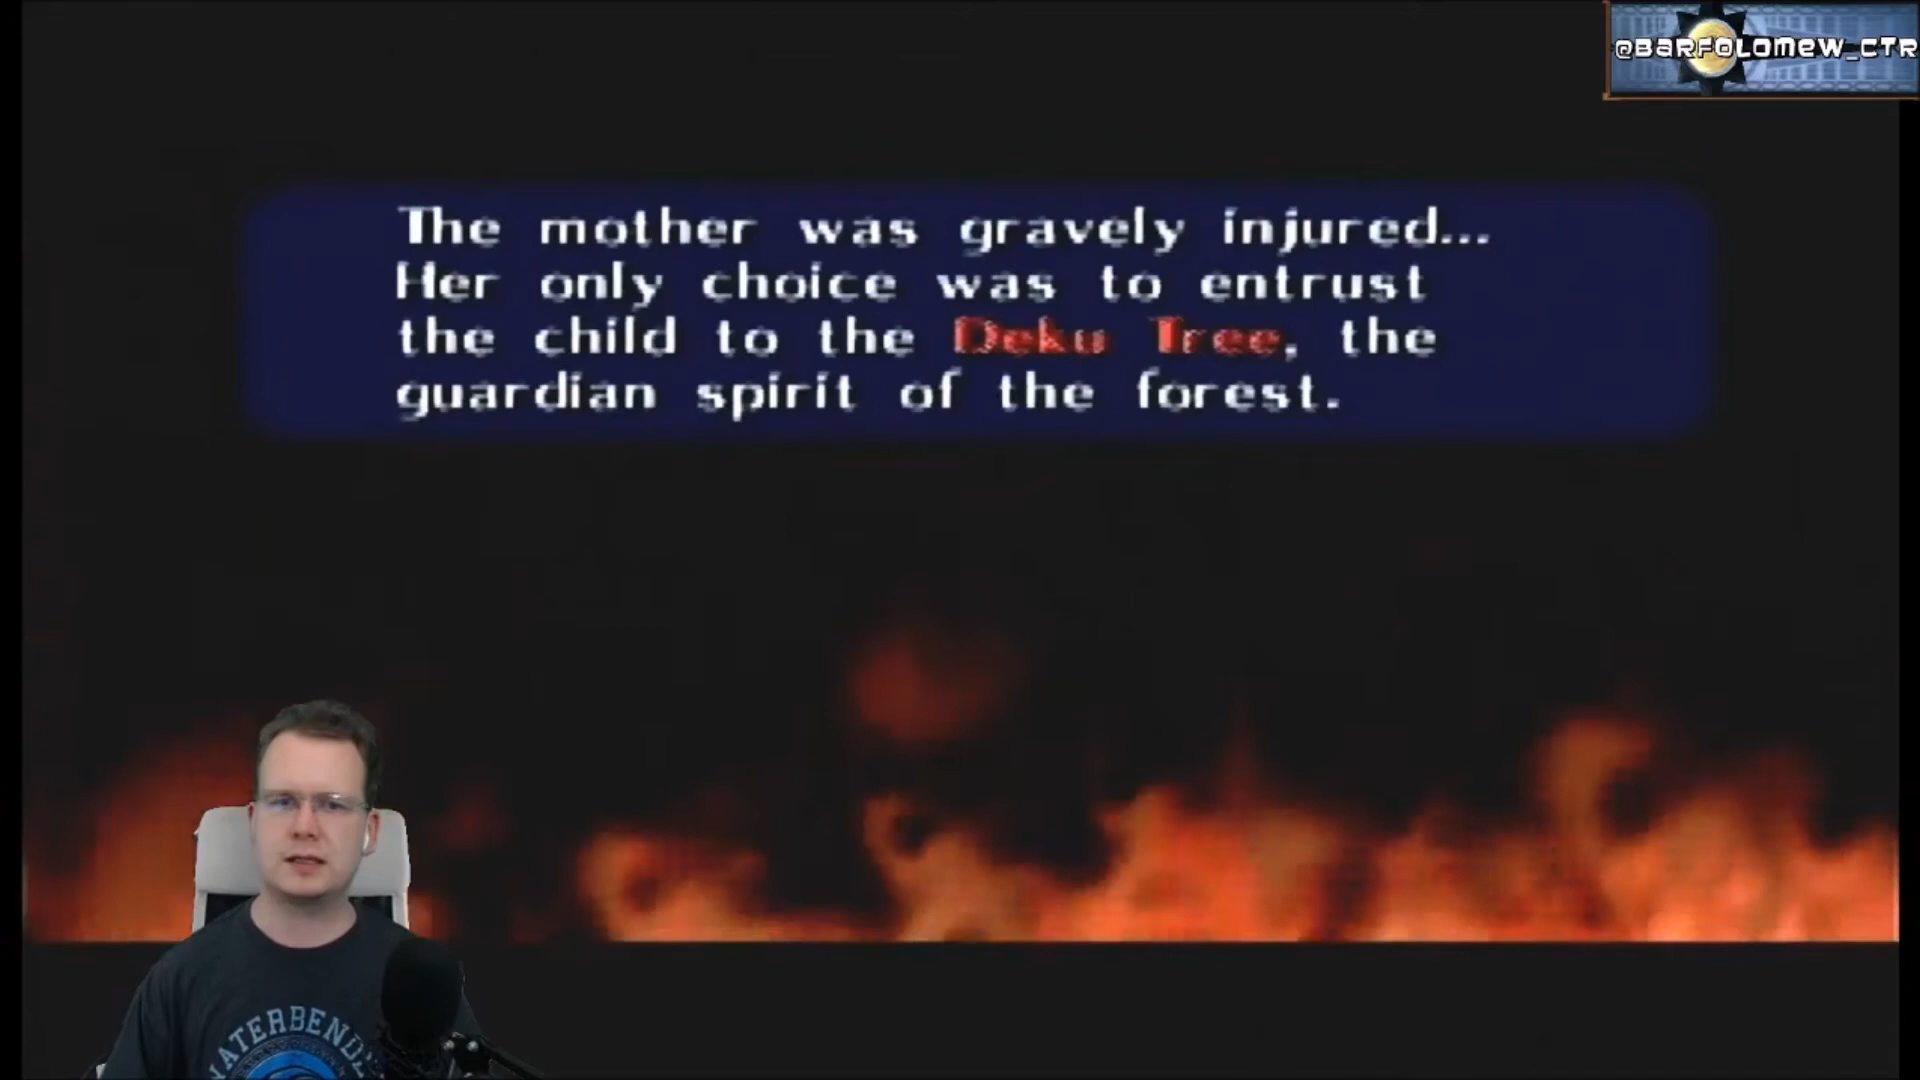 @BARFOLOMEW_CTR
The mother was gravely injured...
Her only choice was to entrust
the child to the Deku Tree, the
guardian spirit of the forest.
WATERBENDI